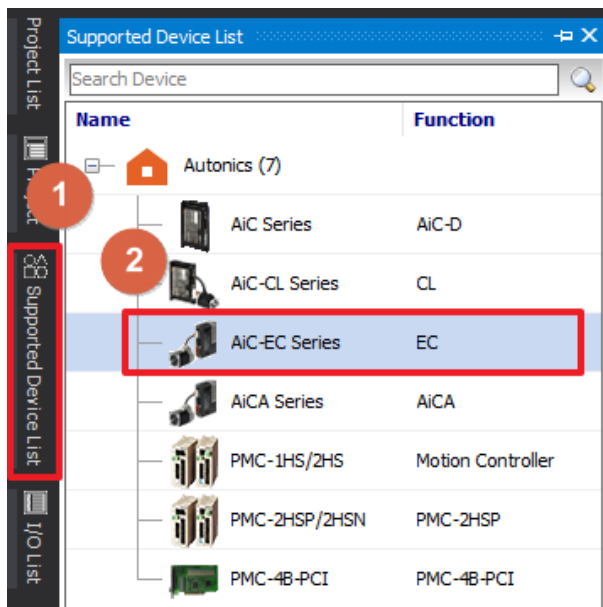 Project List
Project
Supported Device List
I/O List
1
2
Supported Device List
Search Device
Name Function
Autonics (7)
AiC Series AiC-D
AiC-CL Series CL
AiC-EC Series EC
AiCA Series AiCA
PMC-1HS/2HS Motion Controller
PMC-2HSP/2HSN PMC-2HSP
PMC-4B-PCI PMC-4B-PCI